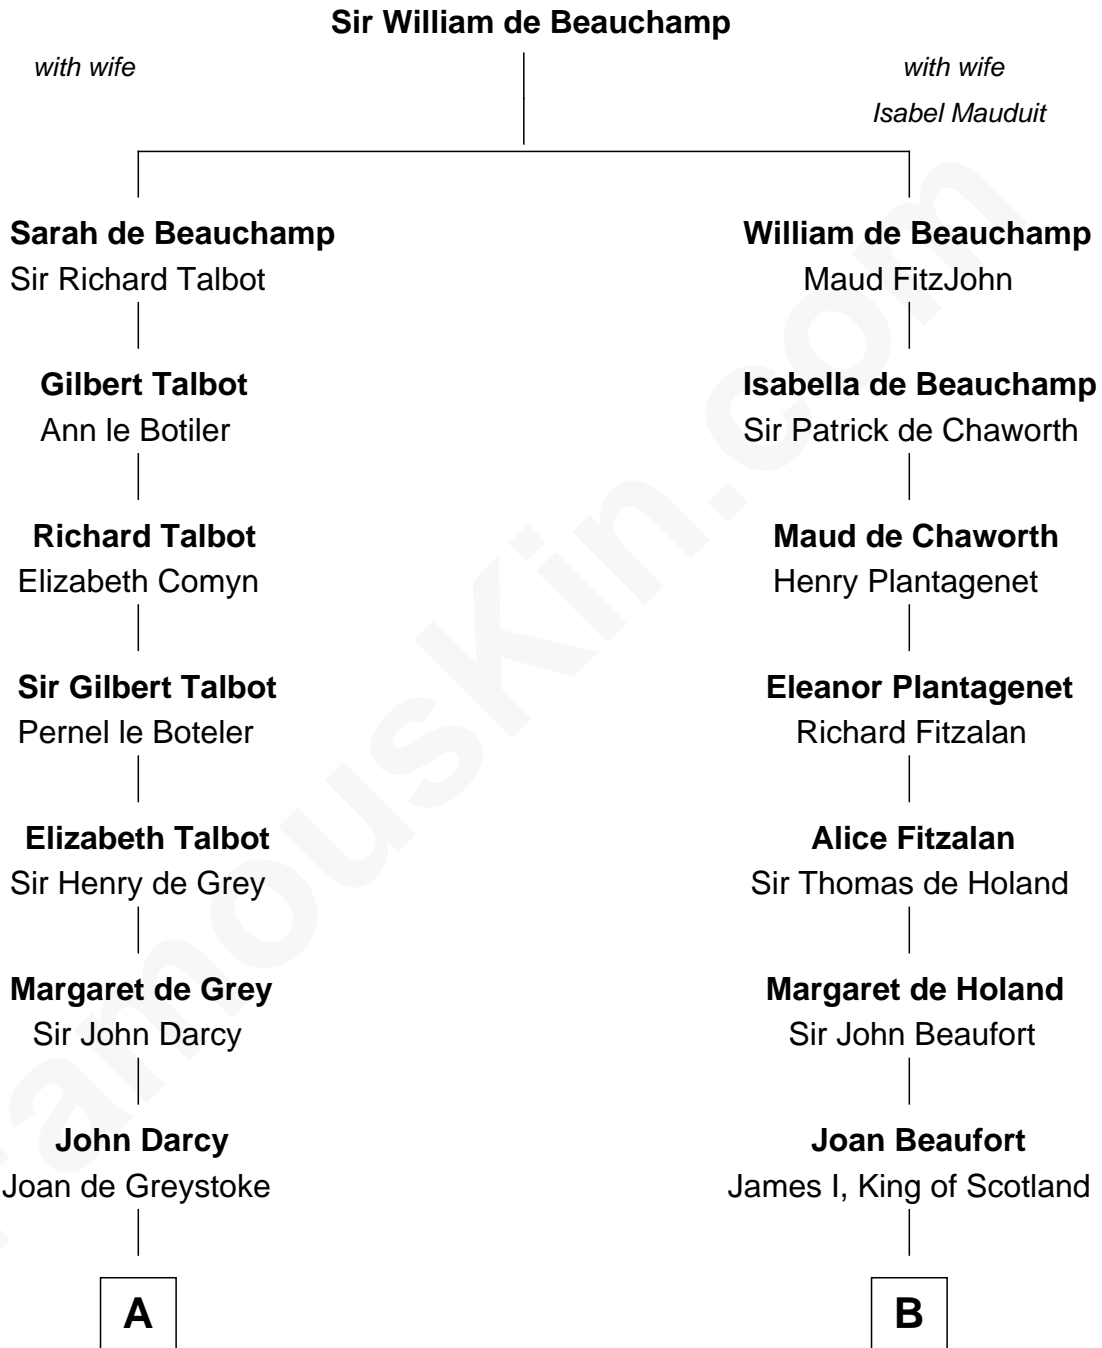 Sir William de Beauchamp
with wife
with wife
Isabel Mauduit
Sarah de Beauchamp
Sir Richard Talbot
William de Beauchamp
Maud FitzJohn
Gilbert Talbot
Ann le Botiler
Isabella de Beauchamp
Sir Patrick de Chaworth
Richard Talbot
Elizabeth Comyn
Maud de Chaworth
Henry Plantagenet
Sir Gilbert Talbot
Pernel le Boteler
Eleanor Plantagenet
Richard Fitzalan
Elizabeth Talbot
Sir Henry de Grey
Alice Fitzalan
Sir Thomas de Holand
Margaret de Grey
Sir John Darcy
Margaret de Holand
Sir John Beaufort
John Darcy
Joan de Greystoke
Joan Beaufort
James I, King of Scotland
A
B
FamousKin.com